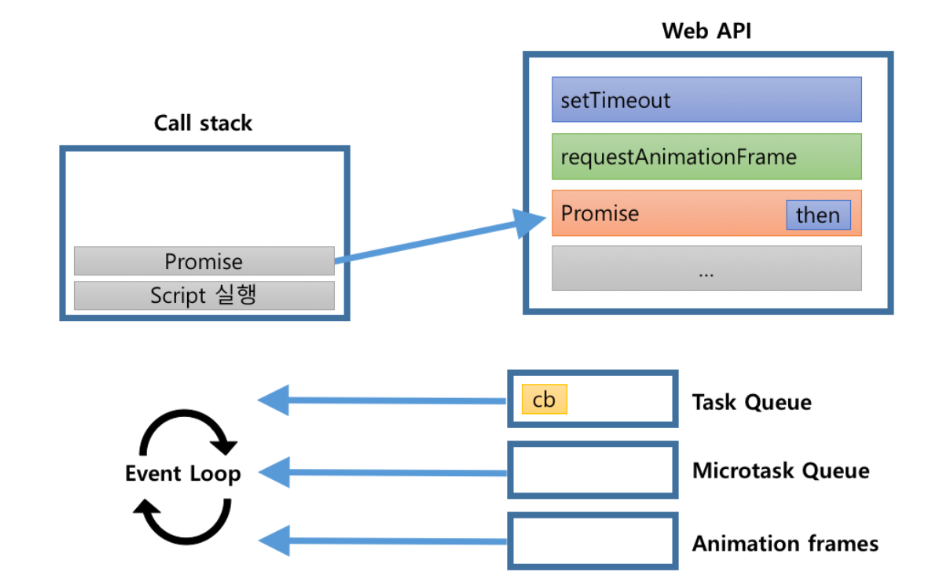 Web API
setTimeout
requestAnimationFrame
Promise
then
...
Call stack
Promise
Script 실행
cb
Task Queue
Microtask Queue
Animation frames
Event Loop